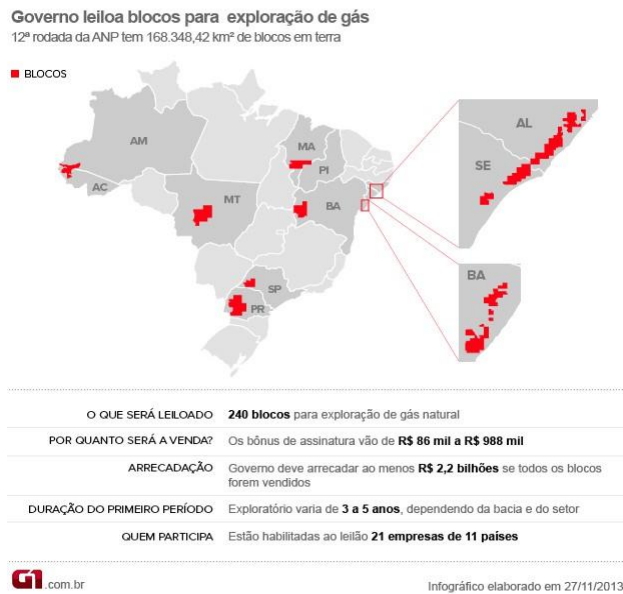 Governo leiloa blocos para exploração de gás
12ª rodada da ANP tem 168.348,42 km² de blocos em terra
BLOCOS
AM
AC
MT
MA
PI
BA
SP
PR
AL
SE
BA
O QUE SERÁ LEILOADO 240 blocos para exploração de gás natural
POR QUANTO SERÁ A VENDA? Os bônus de assinatura vão de R$ 86 mil a R$ 988 mil
ARRECADAÇÃO Governo deve arrecadar ao menos R$ 2,2 bilhões se todos os blocos
forem vendidos
DURAÇÃO DO PRIMEIRO PERÍODO Exploratório varia de 3 a 5 anos, dependendo da bacia e do setor
QUEM PARTICIPA Estão habilitadas ao leilão 21 empresas de 11 países
G1.com.br
Infográfico elaborado em 27/11/2013